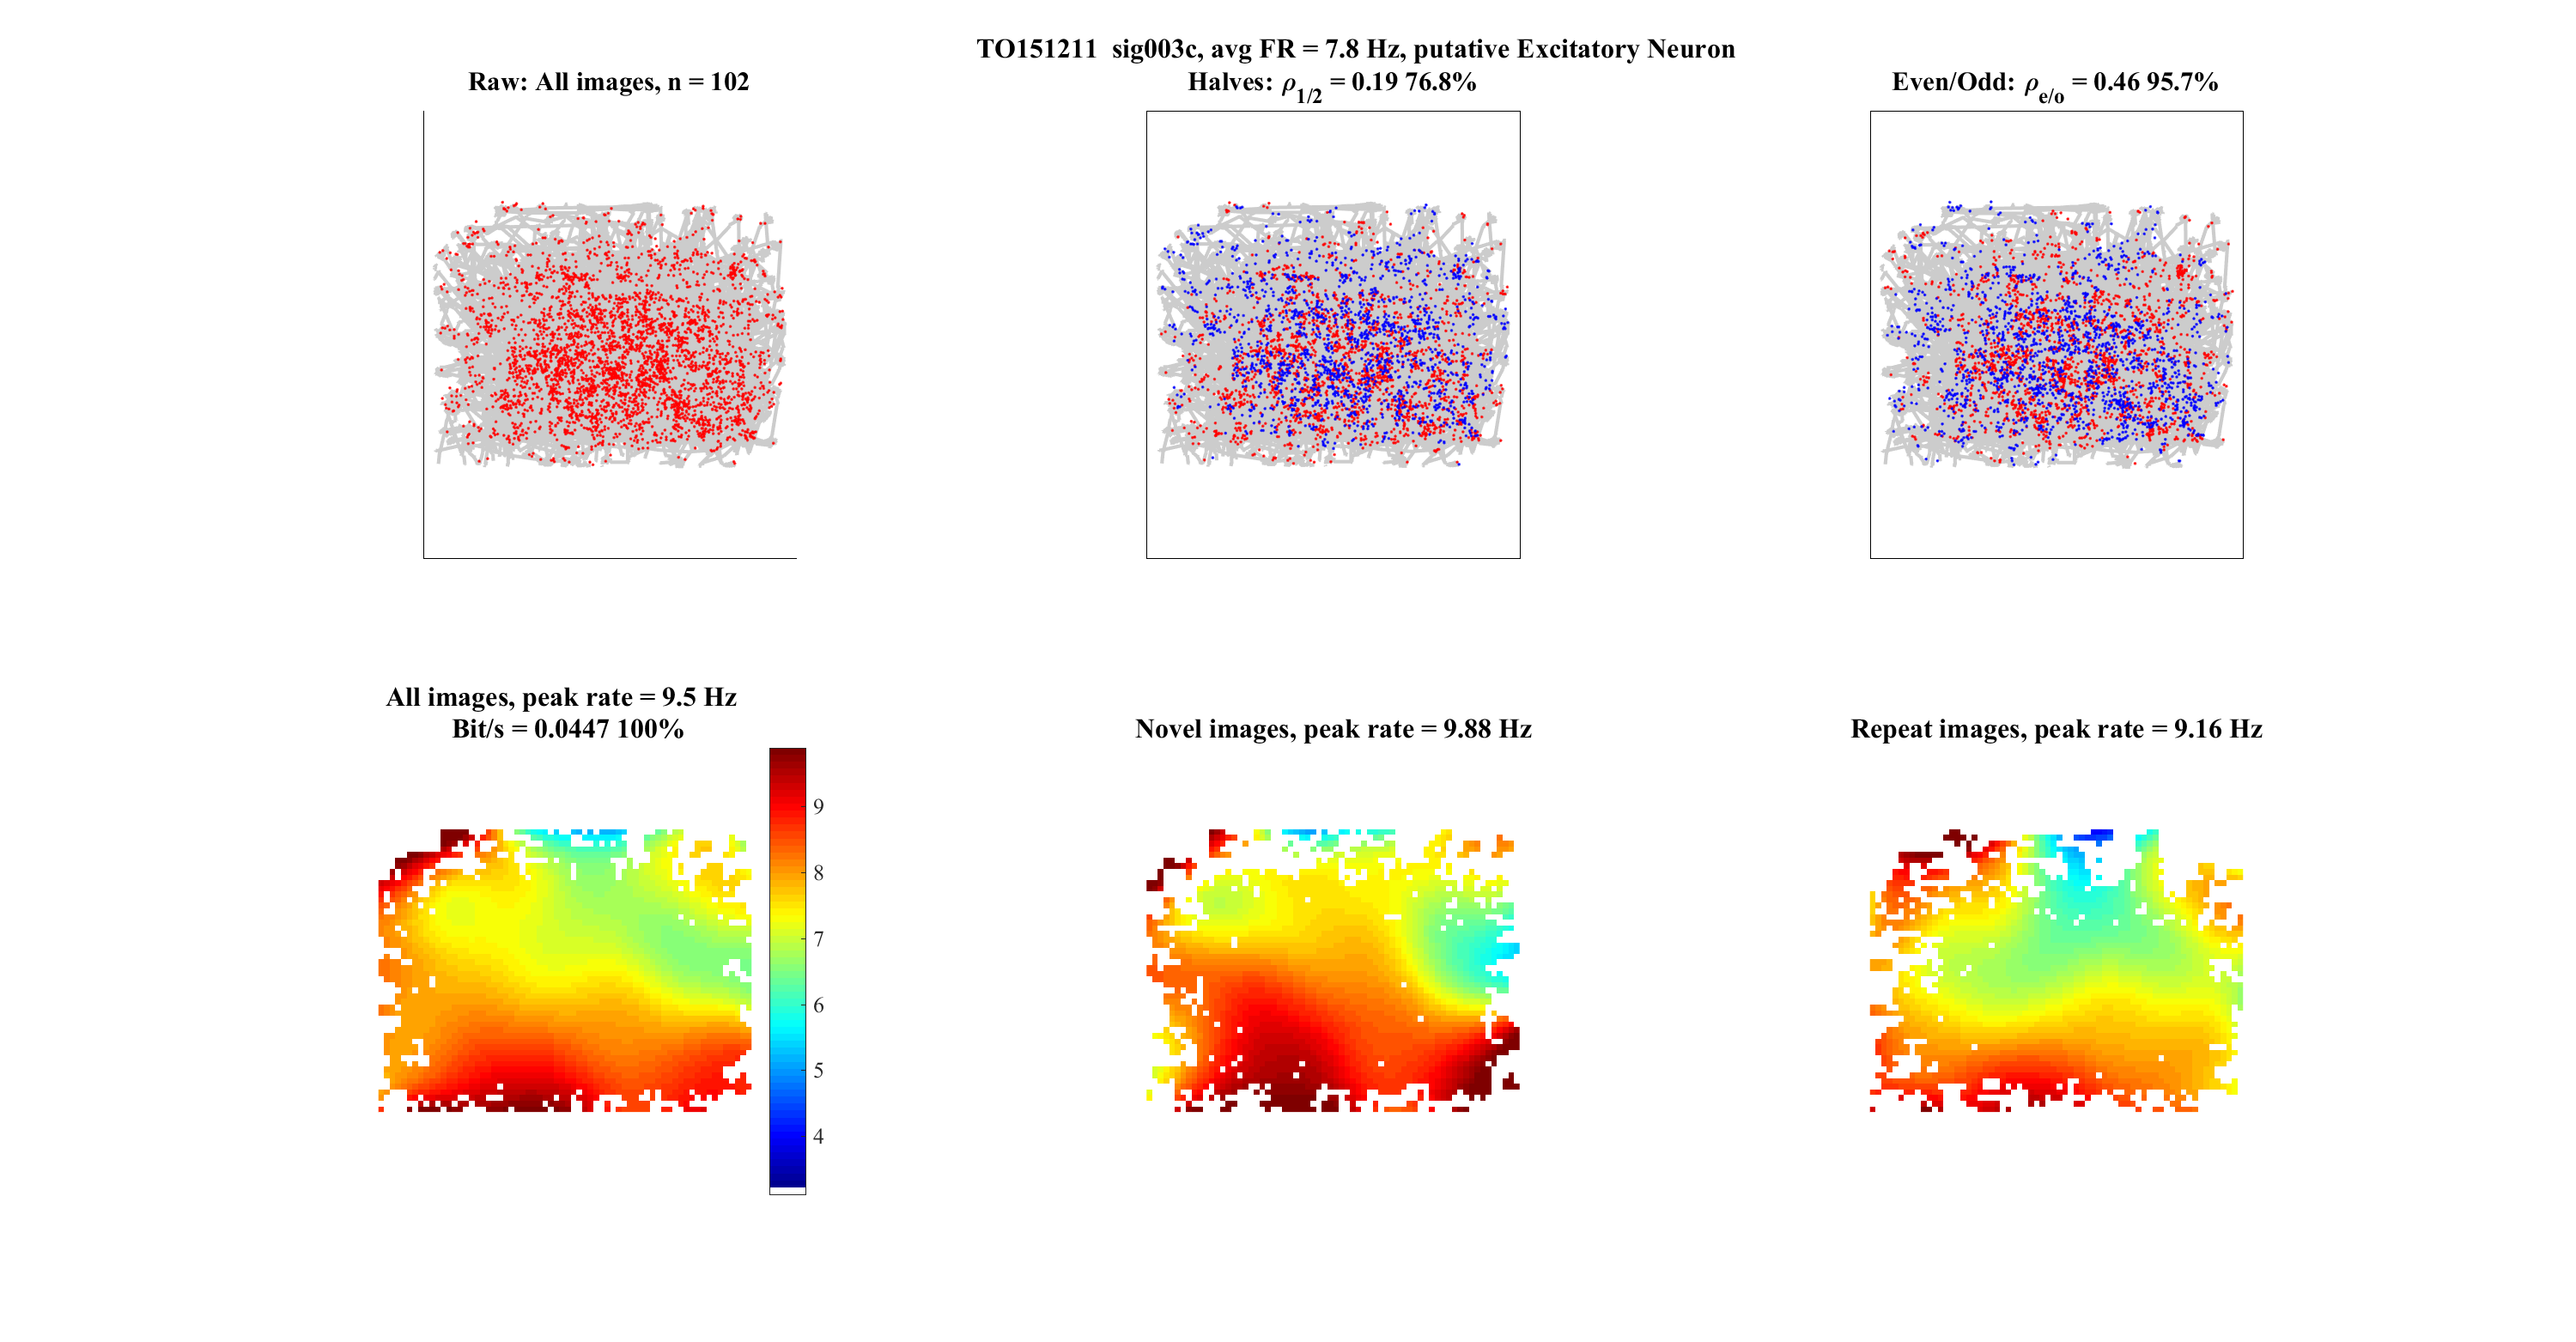 TO151211  sig003c, avg FR = 7.8 Hz, putative Excitatory Neuron
Raw: All images, n = 102
Halves: ρ1/2 = 0.19 76.8%
Even/Odd: ρe/o = 0.46 95.7%
All images, peak rate = 9.5 Hz
Bit/s = 0.0447 100%
Novel images, peak rate = 9.88 Hz
Repeat images, peak rate = 9.16 Hz
9
8
7
6
5
4